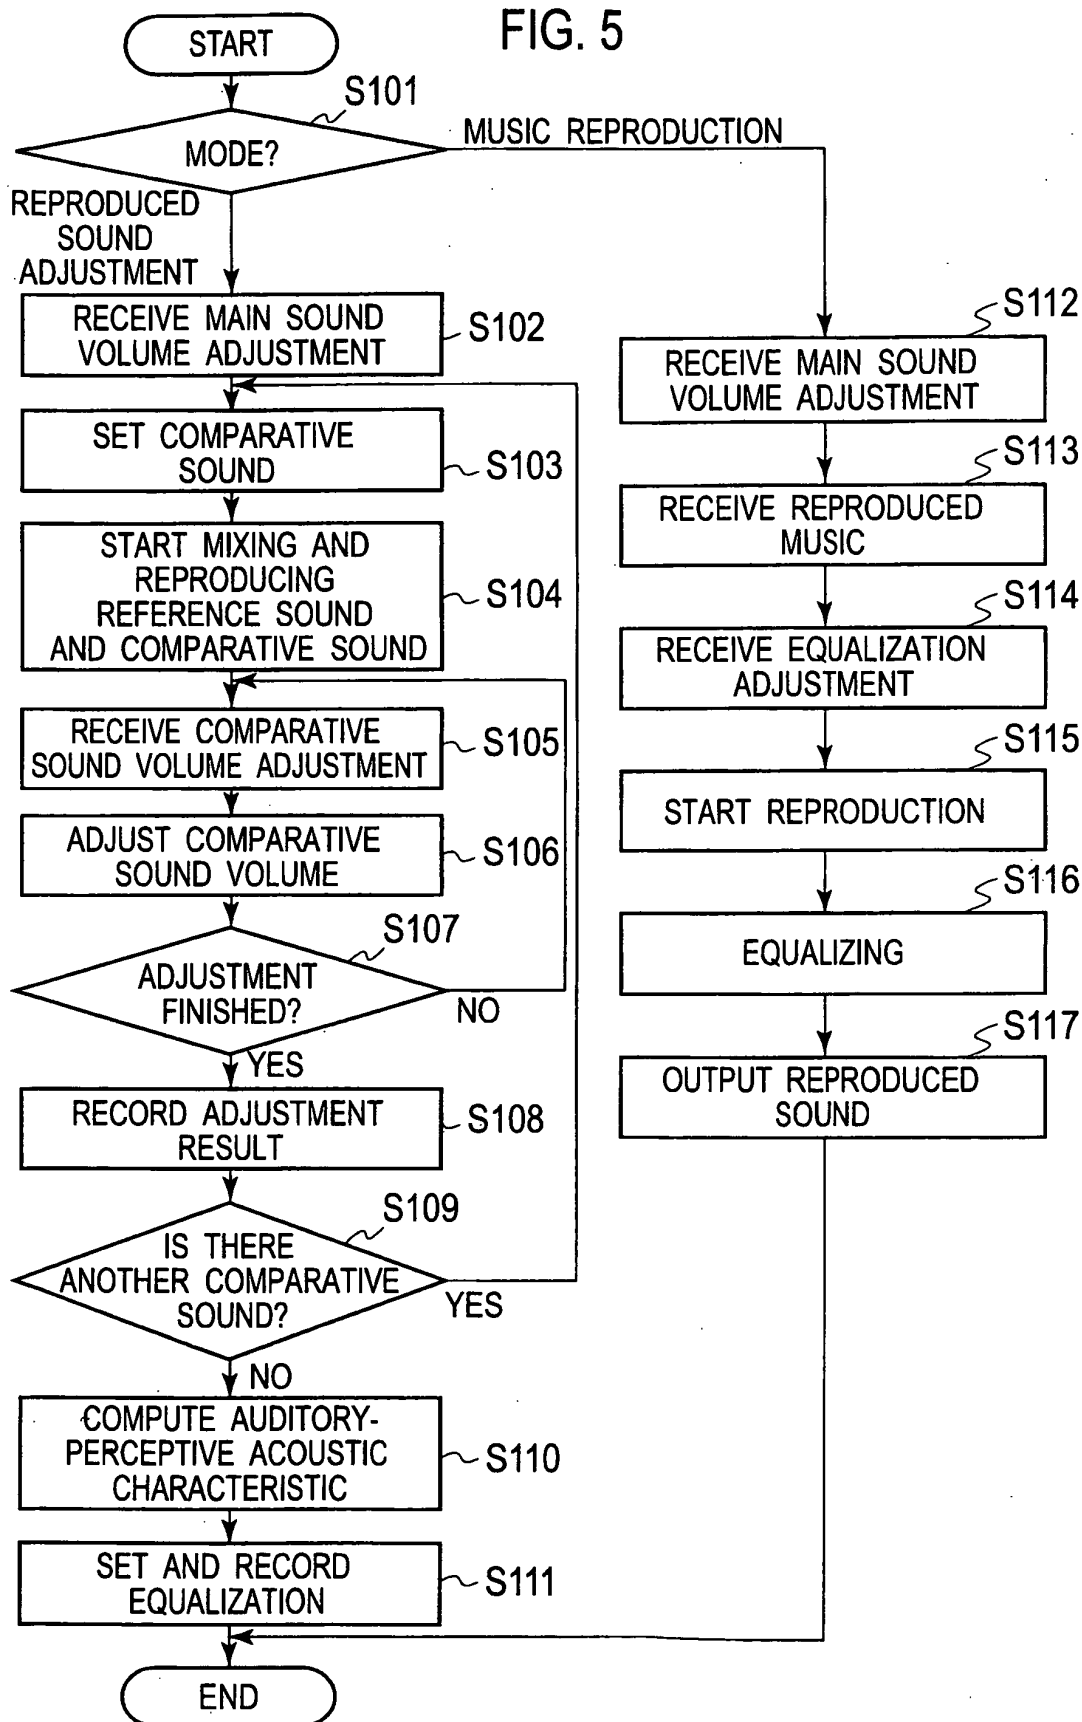 FIG. 5
START
S101
MODE?
MUSIC REPRODUCTION
REPRODUCED
SOUND
ADJUSTMENT
RECEIVE MAIN SOUND
VOLUME ADJUSTMENT
S102
SET COMPARATIVE
SOUND
S103
START MIXING AND
REPRODUCING
REFERENCE SOUND
AND COMPARATIVE SOUND
S104
RECEIVE COMPARATIVE
SOUND VOLUME ADJUSTMENT
S105
ADJUST COMPARATIVE
SOUND VOLUME
S106
S107
ADJUSTMENT
FINISHED?
NO
YES
RECORD ADJUSTMENT
RESULT
S108
S109
IS THERE
ANOTHER COMPARATIVE
SOUND?
YES
NO
COMPUTE AUDITORY-
PERCEPTIVE ACOUSTIC
CHARACTERISTIC
S110
SET AND RECORD
EQUALIZATION
S111
END
S112
RECEIVE MAIN SOUND
VOLUME ADJUSTMENT
S113
RECEIVE REPRODUCED
MUSIC
S114
RECEIVE EQUALIZATION
ADJUSTMENT
S115
START REPRODUCTION
S116
EQUALIZING
S117
OUTPUT REPRODUCED
SOUND